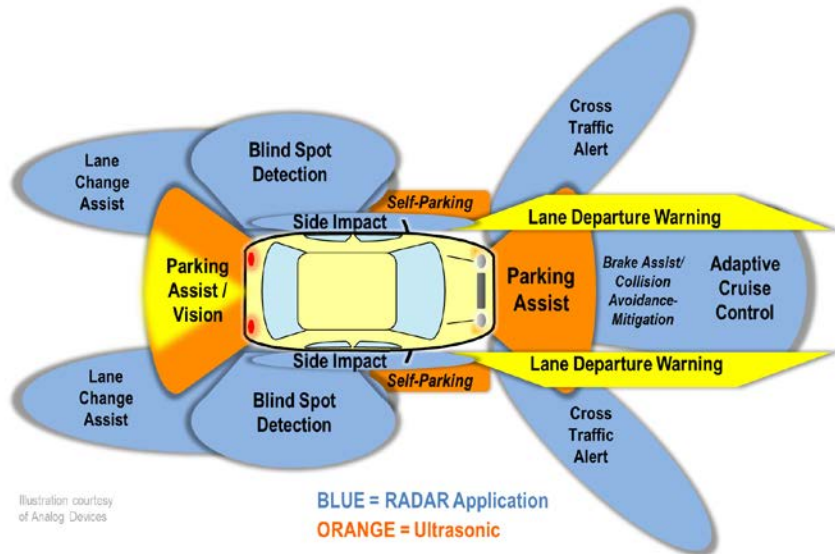 Cross
Traffic
Alert
Lane
Change
Assist
Blind Spot
Detection
Self-Parking
Side Impact
Lane Departure Warning
Parking
Assist /
Vision
Parking
Assist
Brake Assist/
Collision
Avoidance-
Mitigation
Adaptive
Cruise
Control
Side Impact
Lane Departure Warning
Self-Parking
Lane
Change
Assist
Blind Spot
Detection
Cross
Traffic
Alert
Illustration courtesy
of Analog Devices
BLUE = RADAR Application
ORANGE = Ultrasonic